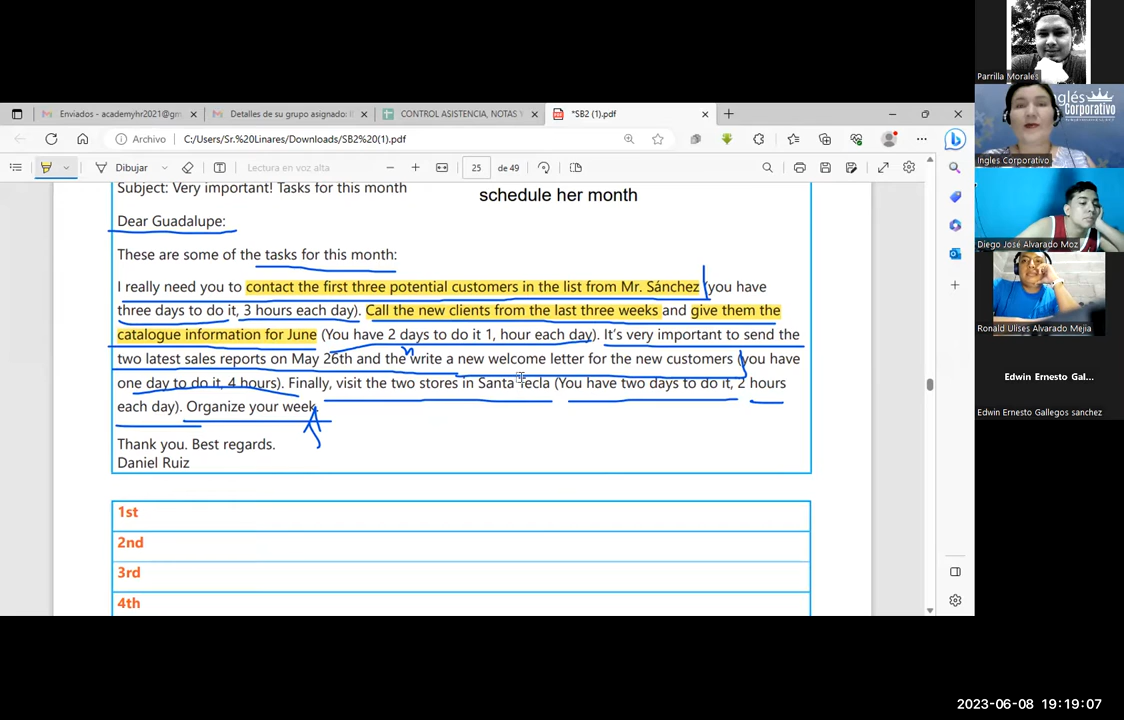 Parrilla Morales
Enviados - academyhr2021@gm
Detalles de su grupo asignado: I
CONTROL ASISTENCIA, NOTAS Y
*SB2 (1).pdf
nglés
Corporativo
Archivo
C:/Users/Sr.%20Linares/Downloads/SB2%20(1).pdf
Ingles Corporativo
Dibujar
Lectura en voz alta
25
de 49
Subject: Very important! Tasks for this month
schedule her month
Dear Guadalupe:
Diego José Alvarado Moz
These are some of the tasks for this month:
I really need you to contact the first three potential customers in the list from Mr. Sánchez (you have
three days to do it, 3 hours each day). Call the new clients from the last three weeks and give them the
catalogue information for June (You have 2 days to do it 1, hour each day). It's very important to send the
Ronald Ulises Alvarado Mejia
two latest sales reports on May 26th and the write a new welcome letter for the new customers (you have
n
one day to do it, 4 hours). Finally, visit the two stores in Santa Tecla (You have two days to do it, 2 hours
Edwin Ernesto Gal...
each day). Organize your week
Edwin Ernesto Gallegos sanchez
Thank you. Best regards.
Daniel Ruiz
1st
2nd
3rd
4th
2023-06-08 19:19:07